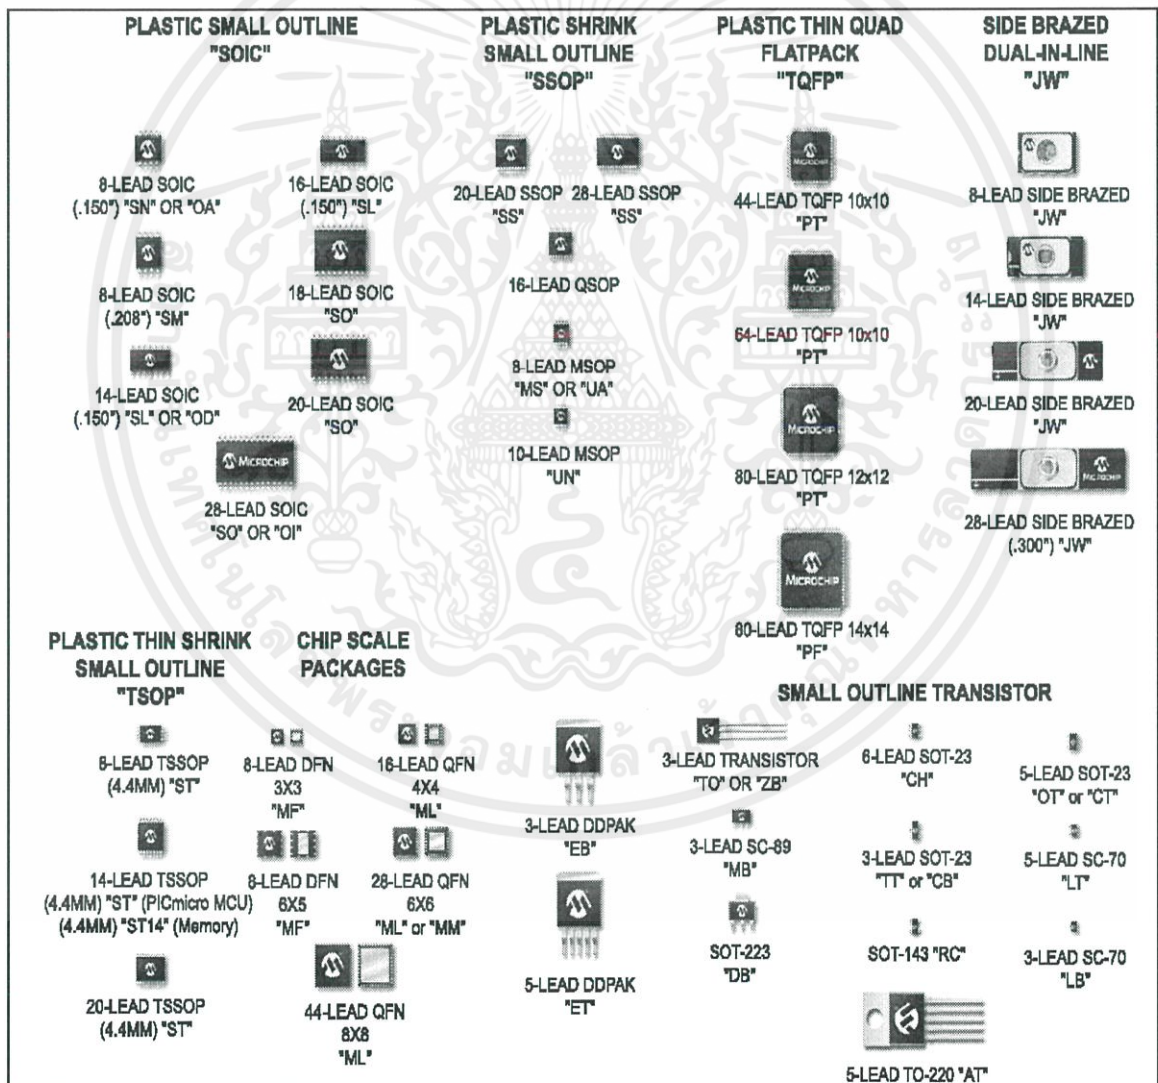 PLASTIC SMALL OUTLINE
"SOIC"
8-LEAD SOIC
(.150") "SN" OR "OA"
16-LEAD SOIC
(.150") "SL"
8-LEAD SOIC
(.208") "SM"
18-LEAD SOIC
"SO"
14-LEAD SOIC
(.150") "SL" OR "OD"
20-LEAD SOIC
"SO"
MICROCHIP
28-LEAD SOIC
"SO" OR "OI"
PLASTIC SHRINK
SMALL OUTLINE
"SSOP"
20-LEAD SSOP
"SS"
28-LEAD SSOP
"SS"
16-LEAD QSOP
8-LEAD MSOP
"MS" OR "UA"
10-LEAD MSOP
"UN"
PLASTIC THIN QUAD
FLATPACK
"TQFP"
MICROCHIP
44-LEAD TQFP 10x10
"PT"
MICROCHIP
64-LEAD TQFP 10x10
"PT"
MICROCHIP
80-LEAD TQFP 12x12
"PT"
MICROCHIP
80-LEAD TQFP 14x14
"PF"
SIDE BRAZED
DUAL-IN-LINE
"JW"
8-LEAD SIDE BRAZED
"JW"
14-LEAD SIDE BRAZED
"JW"
20-LEAD SIDE BRAZED
"JW"
MICROCHIP
28-LEAD SIDE BRAZED
(.300") "JW"
PLASTIC THIN SHRINK
SMALL OUTLINE
"TSOP"
8-LEAD TSSOP
(4.4MM) "ST"
14-LEAD TSSOP
(4.4MM) "ST" (PICmicro MCU)
(4.4MM) "ST14" (Memory)
20-LEAD TSSOP
(4.4MM) "ST"
CHIP SCALE
PACKAGES
8-LEAD DFN
3X3
"MF"
16-LEAD QFN
4X4
"ML"
8-LEAD DFN
6X5
"MF"
28-LEAD QFN
6X6
"ML" or "MM"
44-LEAD QFN
8X8
"ML"
3-LEAD DDPAK
"EB"
5-LEAD DDPAK
"ET"
SMALL OUTLINE TRANSISTOR
3-LEAD TRANSISTOR
"TO" OR "ZB"
6-LEAD SOT-23
"CH"
5-LEAD SOT-23
"OT" or "CT"
3-LEAD SC-89
"MB"
3-LEAD SOT-23
"TT" or "CB"
5-LEAD SC-70
"LT"
SOT-223
"DB"
SOT-143 "RC"
3-LEAD SC-70
"LB"
5-LEAD TO-220 "AT"